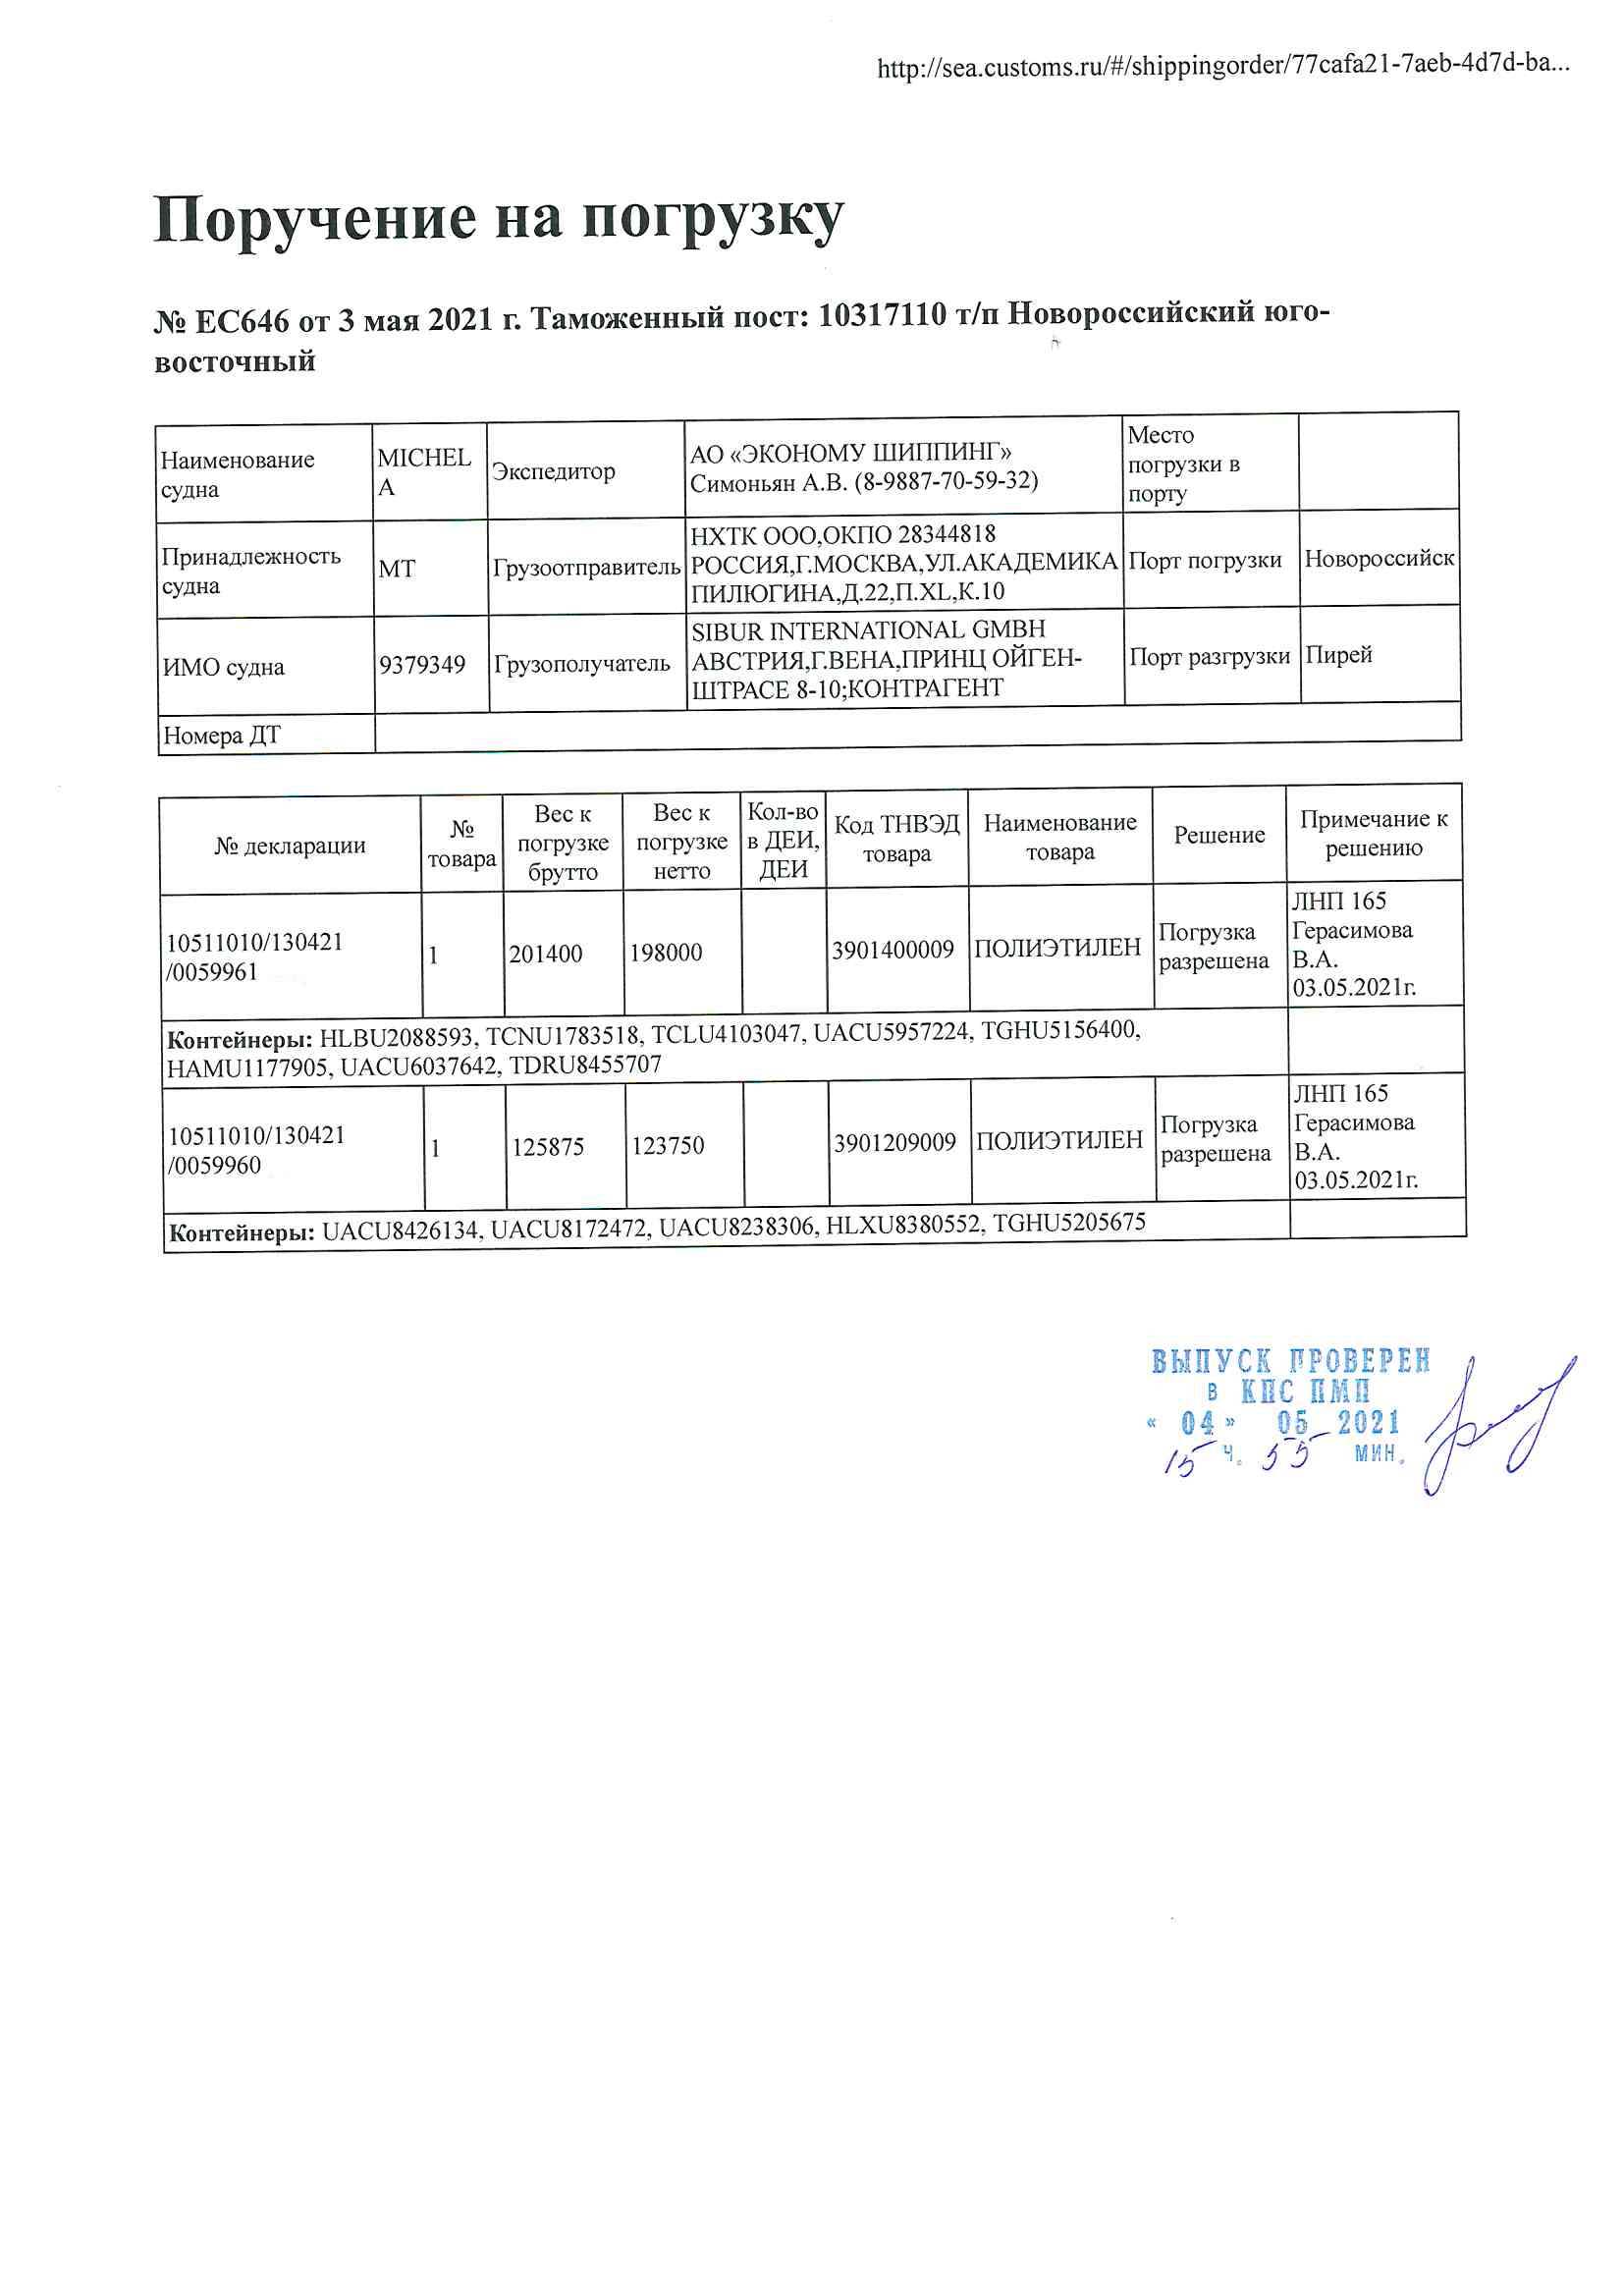 http://sea.customs.ru/#/shippingorder/77cafa21-7aeb-4d7d-ba...
Поручение на погрузку
№ ЕС646 от 3 мая 2021 г. Таможенный пост: 10317110 т/п Новороссийский юго-
восточный
Наименование
судна
MICHEL
A
Экспедитор
АО «ЭКОНОМУ ШИППИНГ»
Симоньян А.В. (8-9887-70-59-32)
Место
погрузки в
порту
Принадлежность
судна
МТ
Грузоотправитель
НХТК ООО,ОКПО 28344818
РОССИЯ,Г.МОСКВА,УЛ.АКАДЕМИКА
ПИЛЮГИНА,Д.22,П.XL,К.10
Порт погрузки
Новороссийск
ИМО судна
9379349
Грузополучатель
SIBUR INTERNATIONAL GMBH
АВСТРИЯ,Г.ВЕНА,ПРИНЦ ОЙГЕН-
ШТРАСЕ 8-10;КОНТРАГЕНТ
Порт разгрузки
Пирей
Номера ДТ
№ декларации
№
товара
Вес к
погрузке
брутто
Вес к
погрузке
нетто
Кол-во
в ДЕИ,
ДЕИ
Код ТНВЭД
товара
Наименование
товара
Решение
Примечание к
решению
10511010/130421
/0059961
1
201400
198000
3901400009
ПОЛИЭТИЛЕН
Погрузка
разрешена
ЛНП 165
Герасимова
В.А.
03.05.2021г.
Контейнеры: HLBU2088593, TCNU1783518, TCLU4103047, UACU5957224, TGHU5156400,
HAMU1177905, UACU6037642, TDRU8455707
10511010/130421
/0059960
1
125875
123750
3901209009
ПОЛИЭТИЛЕН
Погрузка
разрешена
ЛНП 165
Герасимова
В.А.
03.05.2021г.
Контейнеры: UACU8426134, UACU8172472, UACU8238306, HLXU8380552, TGHU5205675
ВЫПУСК ПРОВЕРЕН
в КПС ПМП
« 04 » 05 2021
15 ч. 55 мин.